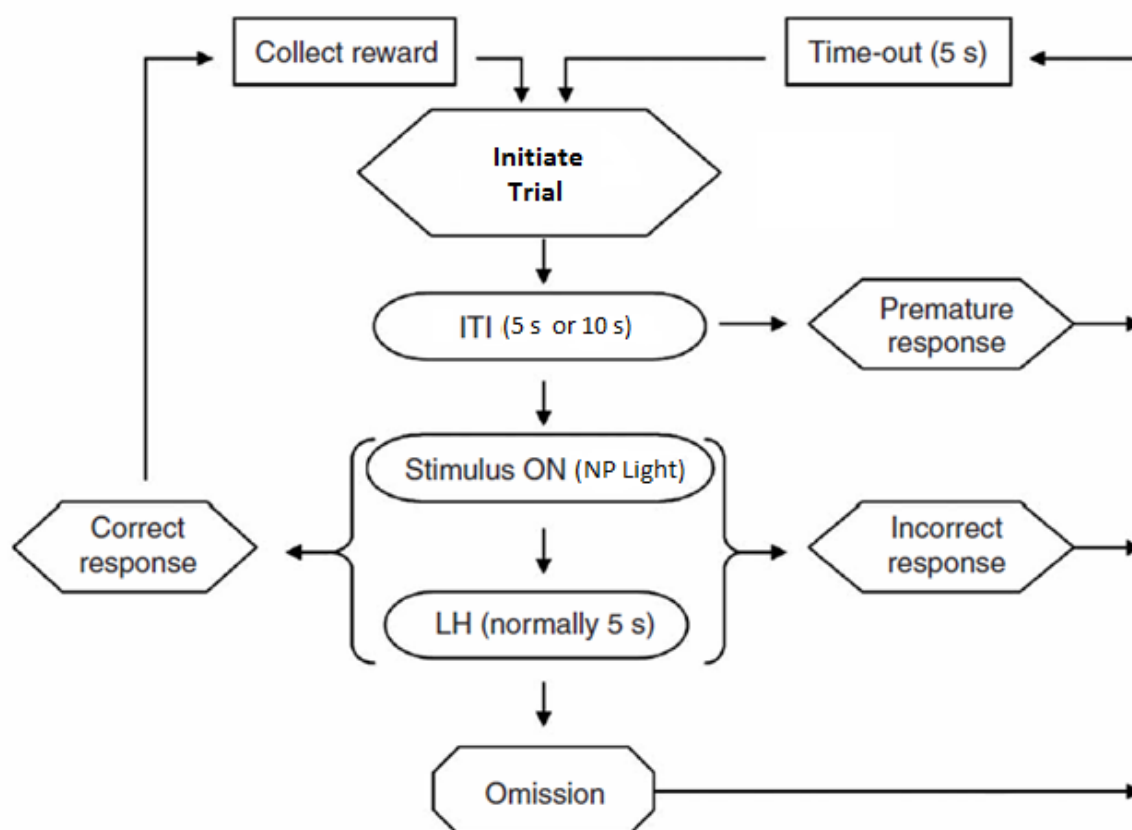 Collect reward
Time-out (5 s)
Initiate
Trial
ITI (5 s or 10 s)
Premature
response
Stimulus ON (NP Light)
Correct
response
Incorrect
response
LH (normally 5 s)
Omission